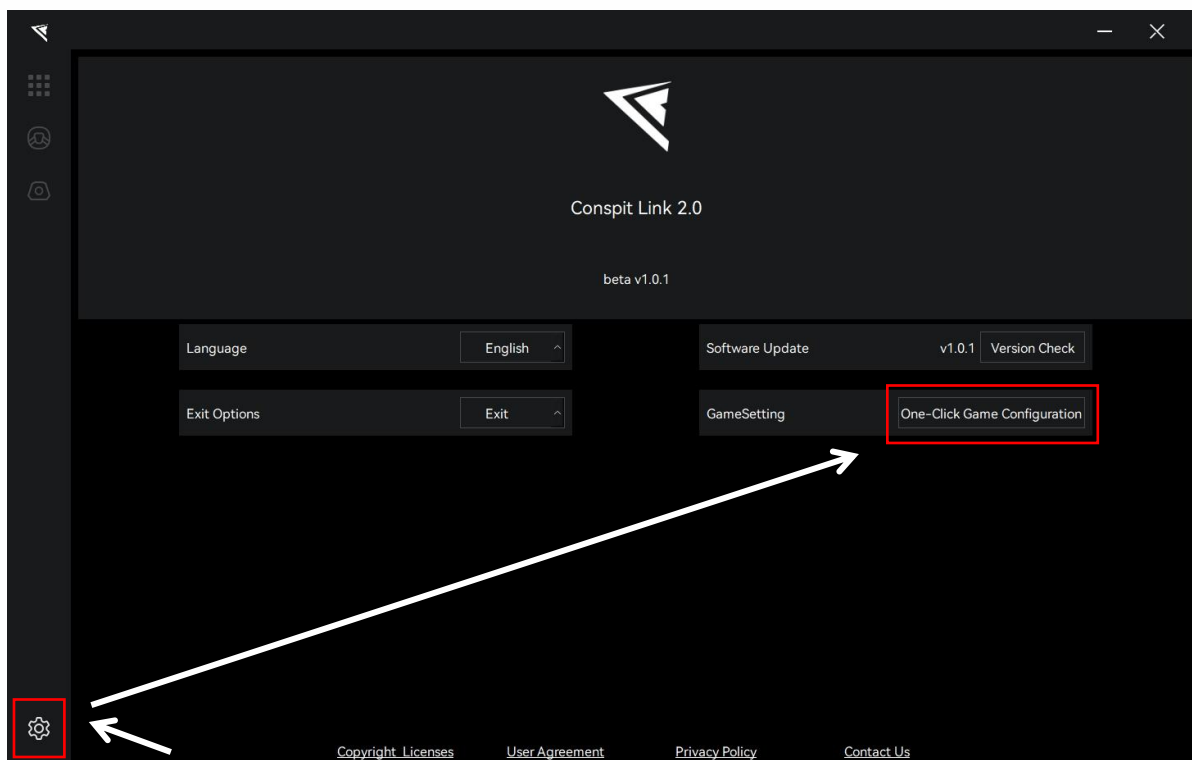 Conspit Link 2.0
beta v1.0.1
Language English Software Update v1.0.1 Version Check
Exit Options Exit GameSetting One-Click Game Configuration
Copyright Licenses User Agreement Privacy Policy Contact Us